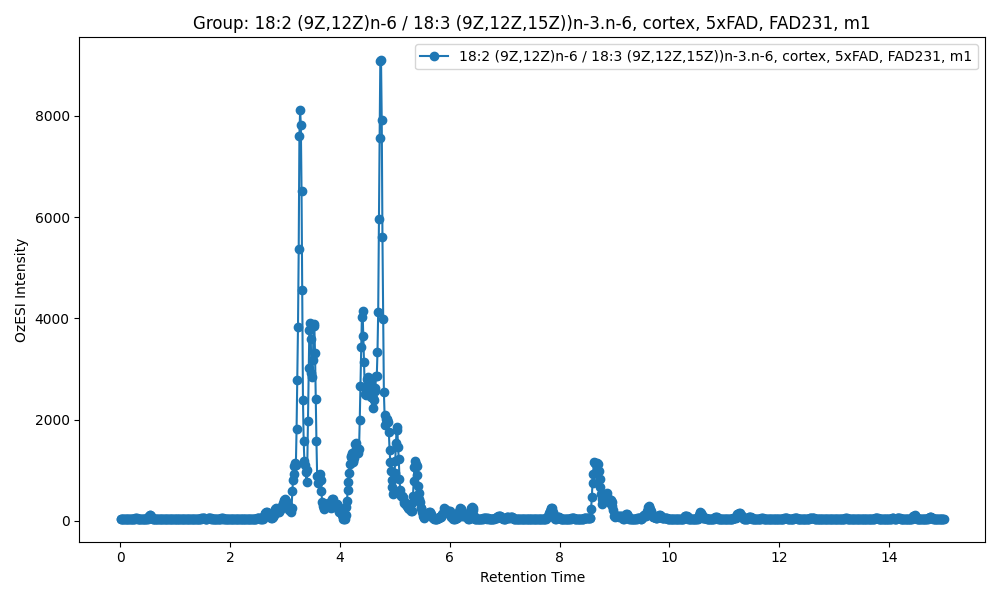 Group: 18:2 (9Z,12Z)n-6 / 18:3 (9Z,12Z,15Z))n-3.n-6, cortex, 5xFAD, FAD231, m1
18:2 (9Z,12Z)n-6 / 18:3 (9Z,12Z,15Z))n-3.n-6, cortex, 5xFAD, FAD231, m1
8000
6000
4000
2000
0
OzESI Intensity
0 2 4 6 8 10 12 14
Retention Time